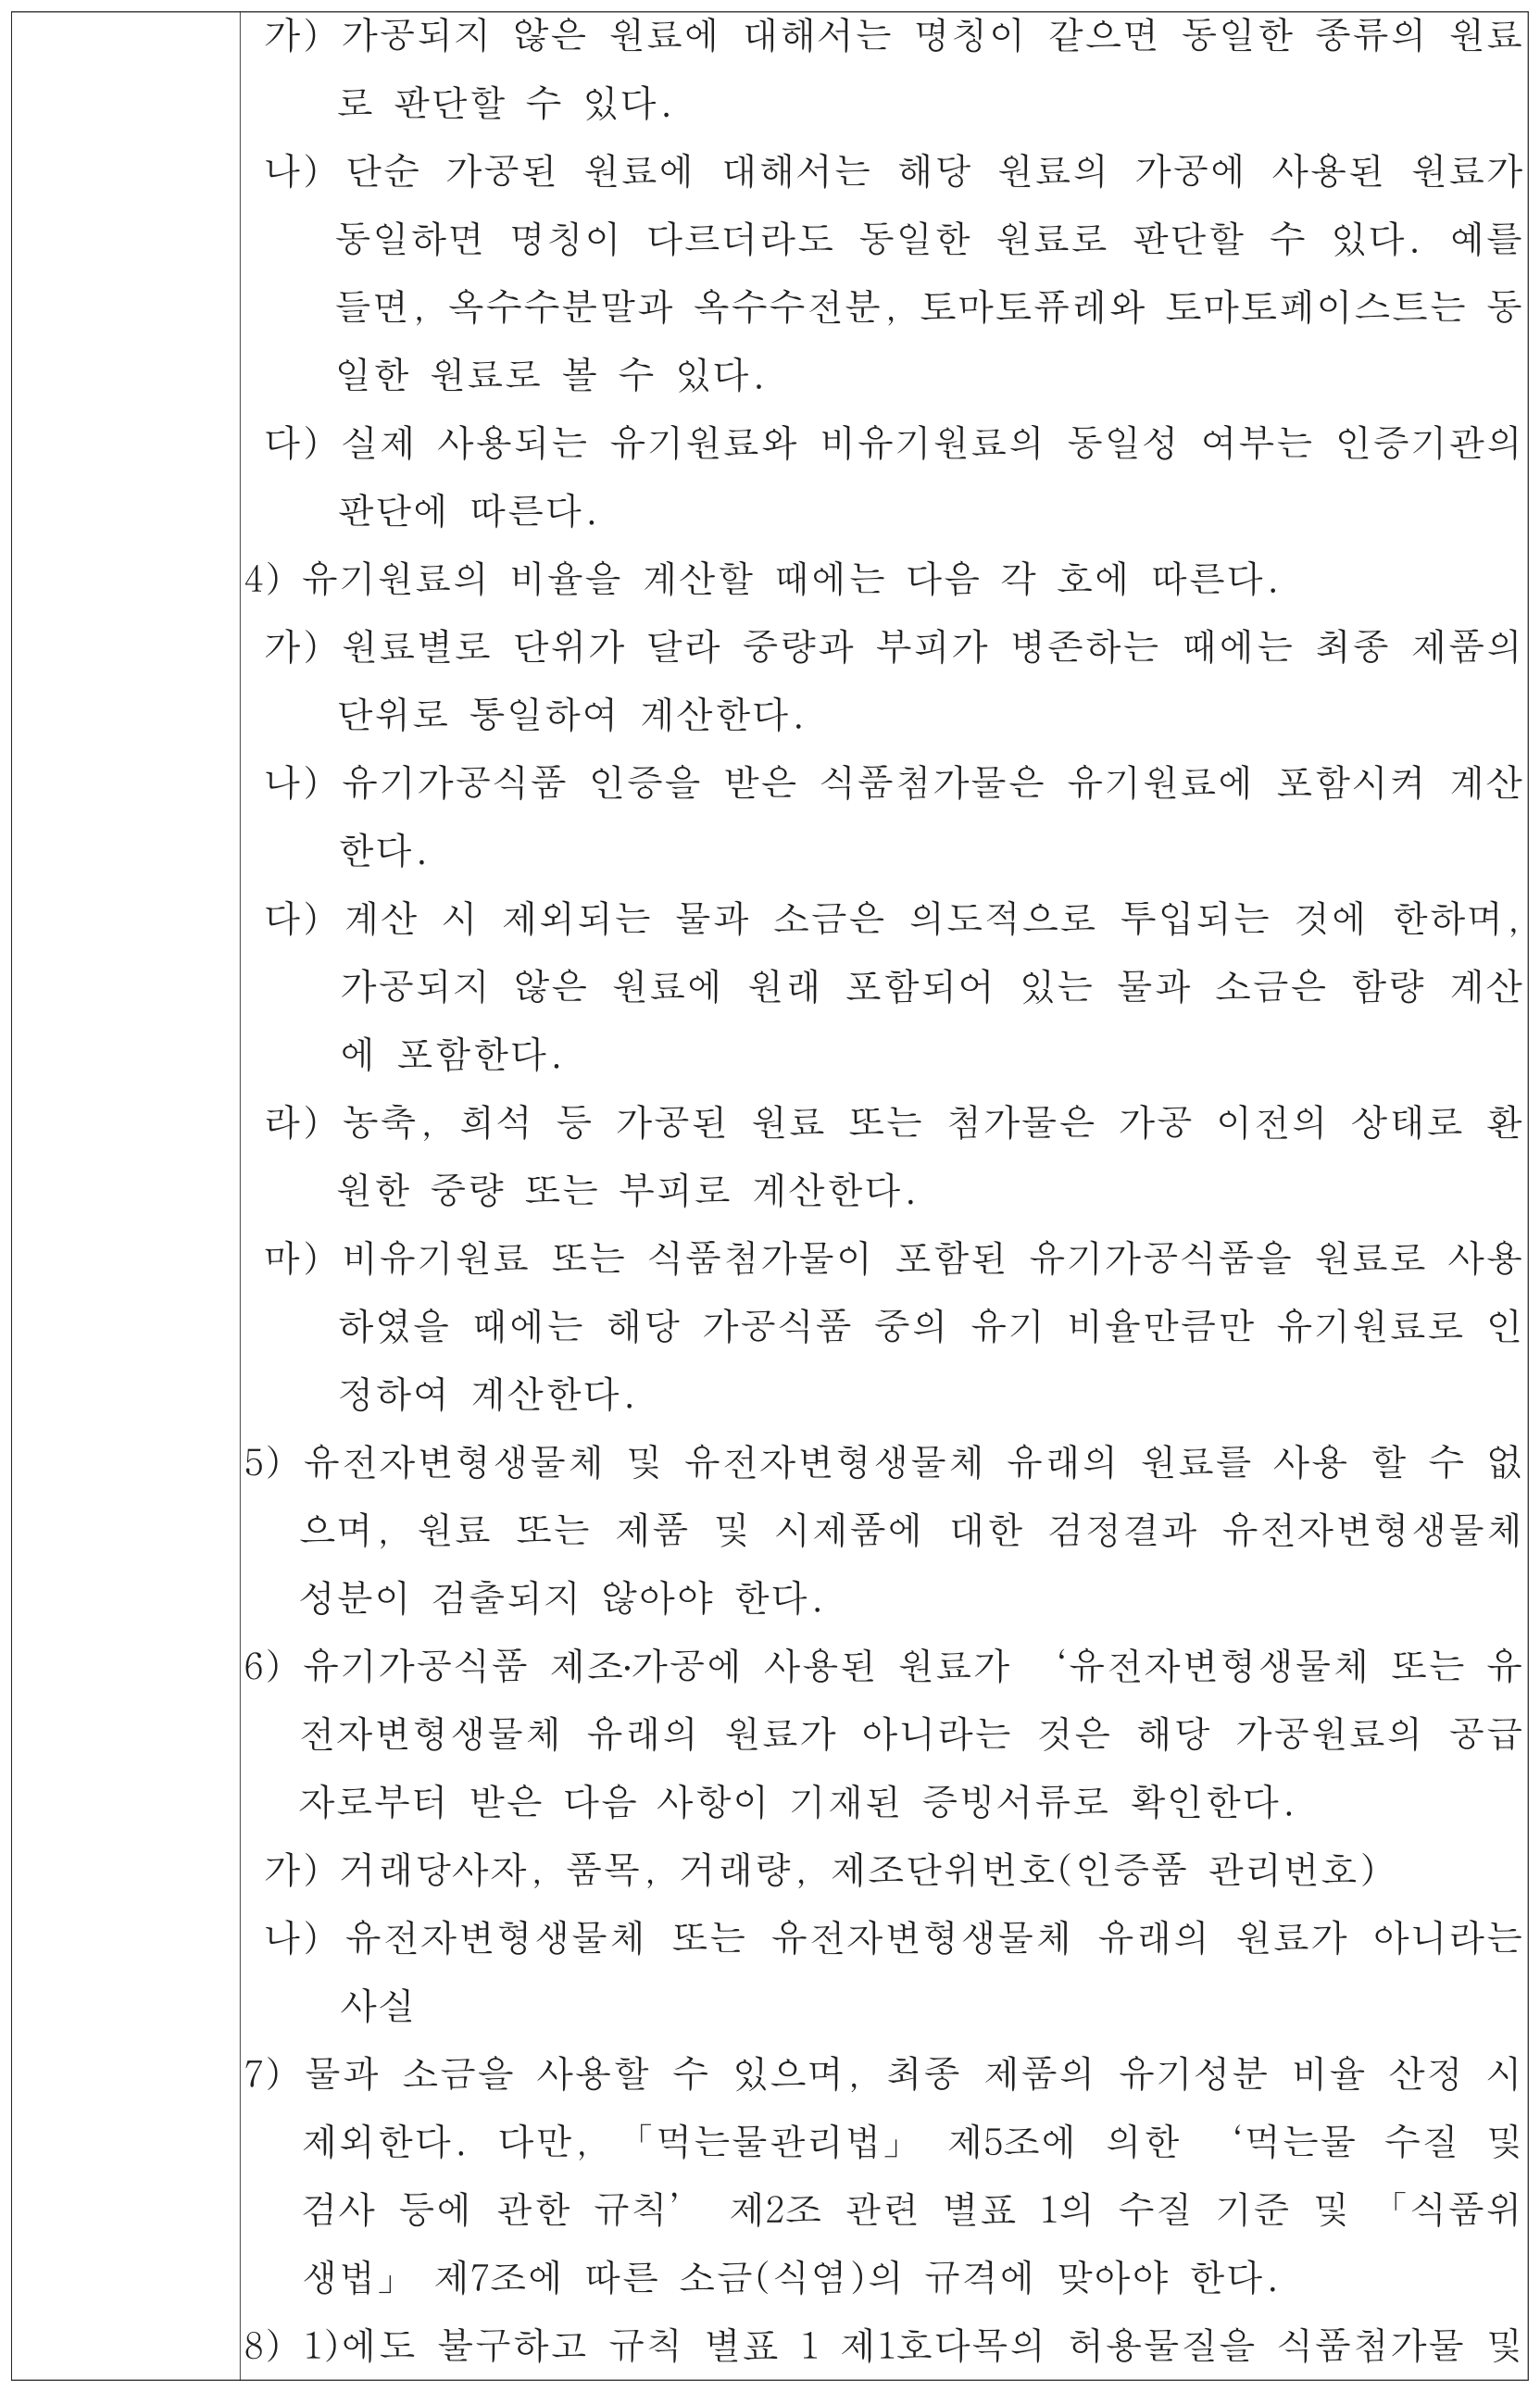 가) 가공되지 않은 원료에 대해서는 명칭이 같으면 동일한 종류의 원료
로 판단할 수 있다.
나) 단순 가공된 원료에 대해서는 해당 원료의 가공에 사용된 원료가
동일하면 명칭이 다르더라도 동일한 원료로 판단할 수 있다. 예를
들면, 옥수수분말과 옥수수전분, 토마토퓨레와 토마토페이스트는 동
일한 원료로 볼 수 있다.
다) 실제 사용되는 유기원료와 비유기원료의 동일성 여부는 인증기관의
판단에 따른다.
4) 유기원료의 비율을 계산할 때에는 다음 각 호에 따른다.
가) 원료별로 단위가 달라 중량과 부피가 병존하는 때에는 최종 제품의
단위로 통일하여 계산한다.
나) 유기가공식품 인증을 받은 식품첨가물은 유기원료에 포함시켜 계산
한다.
다) 계산 시 제외되는 물과 소금은 의도적으로 투입되는 것에 한하며,
가공되지 않은 원료에 원래 포함되어 있는 물과 소금은 함량 계산
에 포함한다.
라) 농축, 희석 등 가공된 원료 또는 첨가물은 가공 이전의 상태로 환
원한 중량 또는 부피로 계산한다.
마) 비유기원료 또는 식품첨가물이 포함된 유기가공식품을 원료로 사용
하였을 때에는 해당 가공식품 중의 유기 비율만큼만 유기원료로 인
정하여 계산한다.
5) 유전자변형생물체 및 유전자변형생물체 유래의 원료를 사용 할 수 없
으며, 원료 또는 제품 및 시제품에 대한 검정결과 유전자변형생물체
성분이 검출되지 않아야 한다.
6) 유기가공식품 제조·가공에 사용된 원료가 ‘유전자변형생물체 또는 유
전자변형생물체 유래의 원료가 아니라는 것은 해당 가공원료의 공급
자로부터 받은 다음 사항이 기재된 증빙서류로 확인한다.
가) 거래당사자, 품목, 거래량, 제조단위번호(인증품 관리번호)
나) 유전자변형생물체 또는 유전자변형생물체 유래의 원료가 아니라는
사실
7) 물과 소금을 사용할 수 있으며, 최종 제품의 유기성분 비율 산정 시
제외한다. 다만, 「먹는물관리법」 제5조에 의한 ‘먹는물 수질 및
검사 등에 관한 규칙’ 제2조 관련 별표 1의 수질 기준 및 「식품위
생법」 제7조에 따른 소금(식염)의 규격에 맞아야 한다.
8) 1)에도 불구하고 규칙 별표 1 제1호다목의 허용물질을 식품첨가물 및